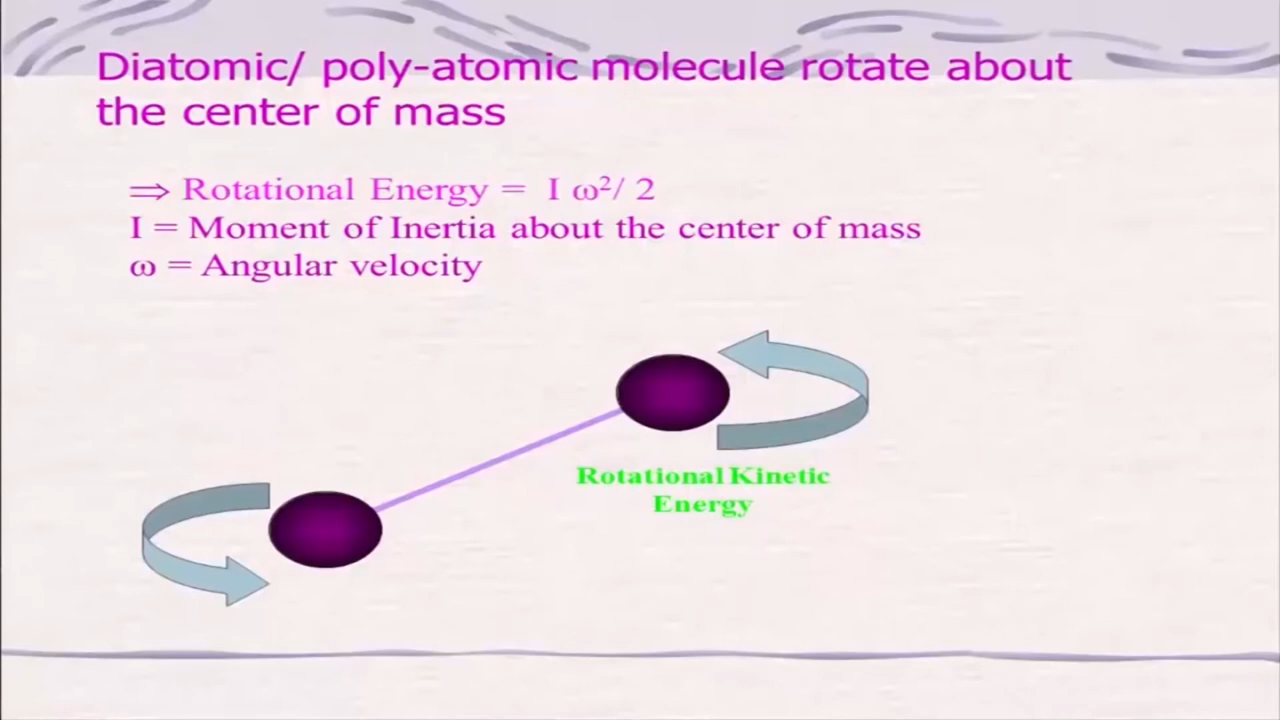 Diatomic/ poly-atomic molecule rotate about
the center of mass
⇒ Rotational Energy = I ω²/ 2
I = Moment of Inertia about the center of mass
ω = Angular velocity
Rotational Kinetic
Energy